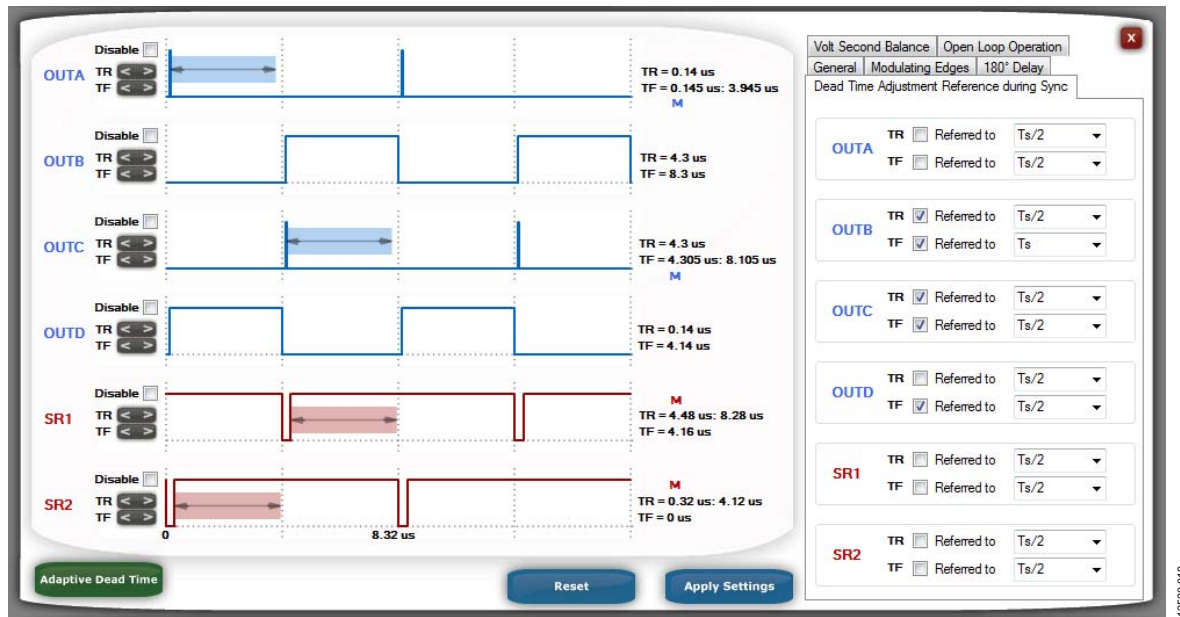 Disable
OUTA TR < >
TF < >
TR = 0.14 us
TF = 0.145 us: 3.945 us
M
Disable
OUTB TR < >
TF < >
TR = 4.3 us
TF = 8.3 us
Disable
OUTC TR < >
TF < >
TR = 4.3 us
TF = 4.305 us: 8.105 us
M
Disable
OUTD TR < >
TF < >
TR = 0.14 us
TF = 4.14 us
Disable
SR1 TR < >
TF < >
M
TR = 4.48 us: 8.28 us
TF = 4.16 us
Disable
SR2 TR < >
TF < >
M
TR = 0.32 us: 4.12 us
TF = 0 us
0 8.32 us
Adaptive Dead Time
Reset
Apply Settings
x
Volt Second Balance Open Loop Operation
General Modulating Edges 180° Delay
Dead Time Adjustment Reference during Sync
OUTA TR Referred to Ts/2
TF Referred to Ts/2
OUTB TR Referred to Ts/2
TF Referred to Ts
OUTC TR Referred to Ts/2
TF Referred to Ts/2
OUTD TR Referred to Ts/2
TF Referred to Ts/2
SR1 TR Referred to Ts/2
TF Referred to Ts/2
SR2 TR Referred to Ts/2
TF Referred to Ts/2